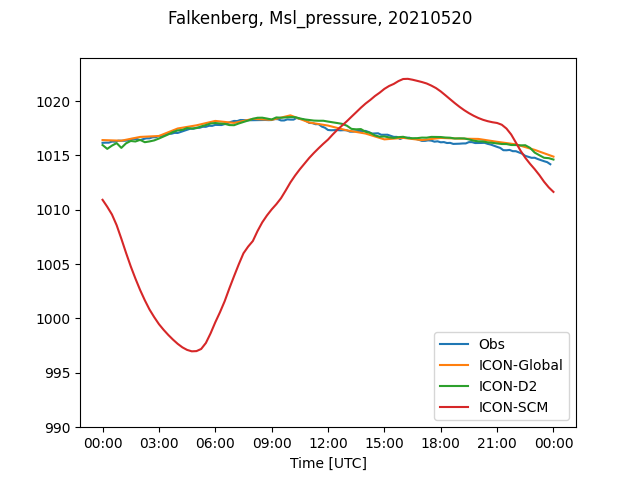 Falkenberg, Msl_pressure, 20210520
1020
1015
1010
1005
1000
995
990
00:00 03:00 06:00 09:00 12:00 15:00 18:00 21:00 00:00
Time [UTC]
Obs
ICON-Global
ICON-D2
ICON-SCM